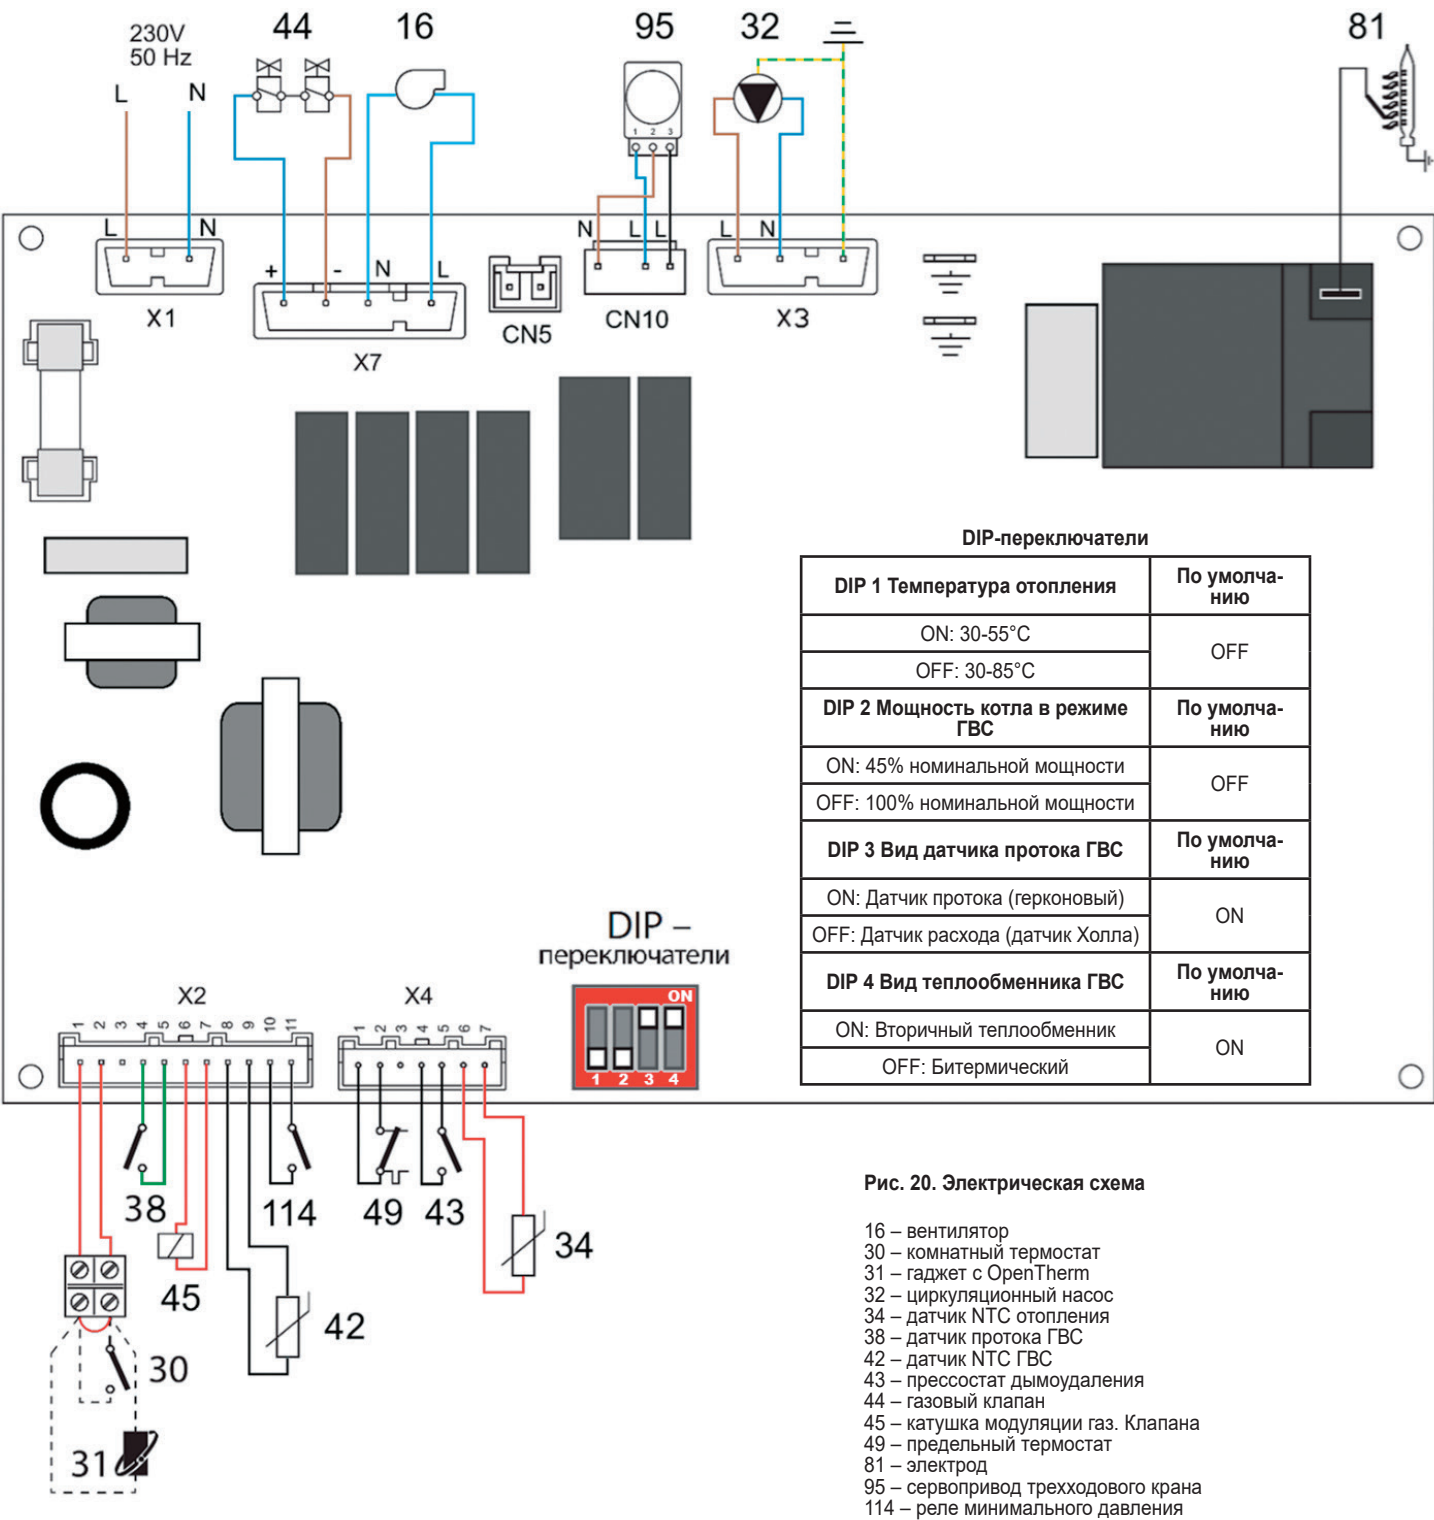 230V
50 Hz
44
16
95
32
81
L
N
1 2 3
L
N
+
-
N
L
N
L
L
L
N
X1
X7
CN5
CN10
X3
DIP-переключатели
DIP 1 Температура отопления
По умолча-
нию
ON: 30-55°C
OFF
OFF: 30-85°C
DIP 2 Мощность котла в режиме
ГВС
По умолча-
нию
ON: 45% номинальной мощности
OFF
OFF: 100% номинальной мощности
DIP 3 Вид датчика протока ГВС
По умолча-
нию
ON: Датчик протока (герконовый)
ON
OFF: Датчик расхода (датчик Холла)
DIP 4 Вид теплообменника ГВС
По умолча-
нию
ON: Вторичный теплообменник
ON
OFF: Битермический
DIP –
переключатели
ON
1 2 3 4
X2
1 2 3 4 5 6 7 8 9 10 11
X4
1 2 3 4 5 6 7
38
114
49
43
34
45
42
30
31
Рис. 20. Электрическая схема
16 – вентилятор
30 – комнатный термостат
31 – гаджет с OpenTherm
32 – циркуляционный насос
34 – датчик NTC отопления
38 – датчик протока ГВС
42 – датчик NTC ГВС
43 – прессостат дымоудаления
44 – газовый клапан
45 – катушка модуляции газ. Клапана
49 – предельный термостат
81 – электрод
95 – сервопривод трехходового крана
114 – реле минимального давления